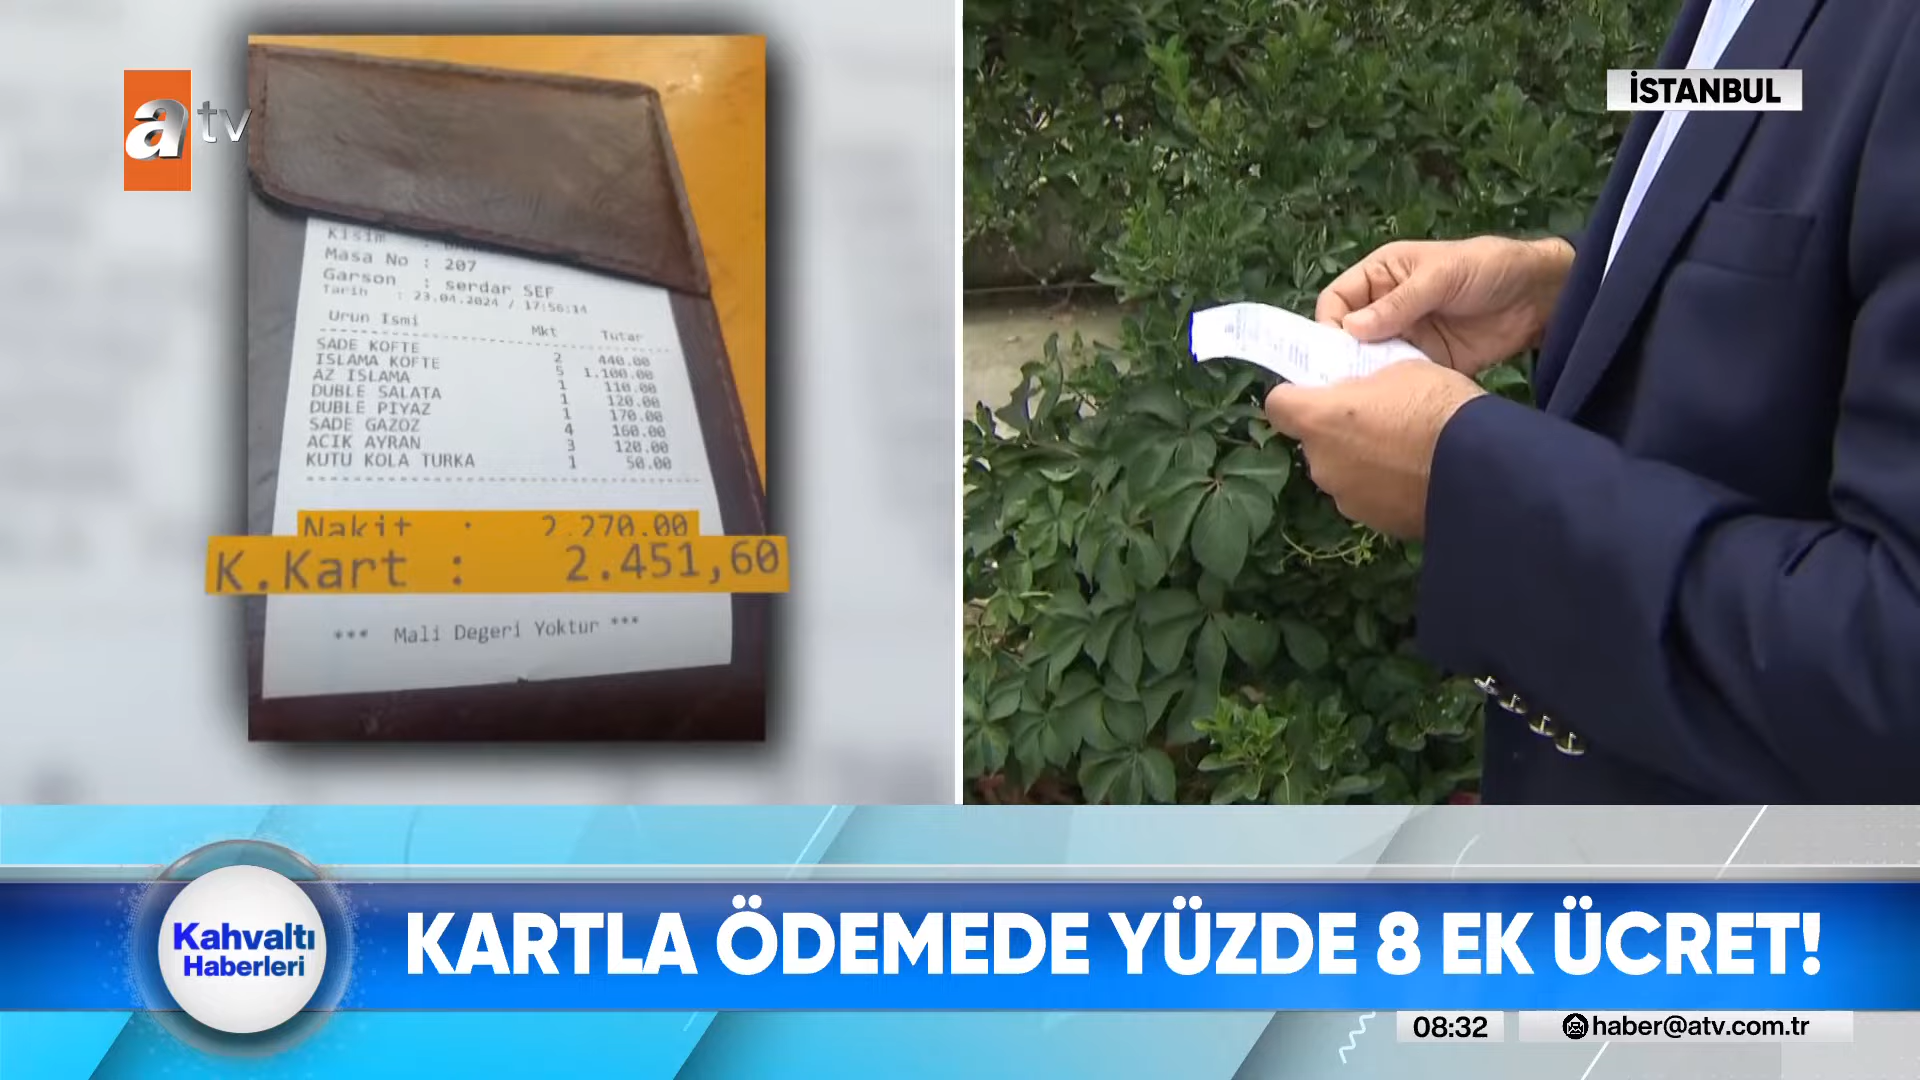 atv
İSTANBUL
Kisim :
Masa No : 207
Garson : serdar SEF
Tarih : 23.04.2024 / 17:56:14
Urun Ismi Mkt Tutar
SADE KOFTE 2 440.00
ISLAMA KOFTE 5 1.100.00
AZ ISLAMA 1 110.00
DUBLE SALATA 1 120.00
DUBLE PIYAZ 1 170.00
SADE GAZOZ 4 160.00
ACIK AYRAN 3 120.00
KUTU KOLA TURKA 1 50.00
Nakit : 2.270.00
K.Kart : 2.451,60
*** Mali Degeri Yoktur ***
Kahvaltı
Haberleri
KARTLA ÖDEMEDE YÜZDE 8 EK ÜCRET!
08:32
haber@atv.com.tr